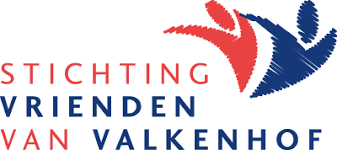 STICHTING
VRIENDEN
VAN VALKENHOF